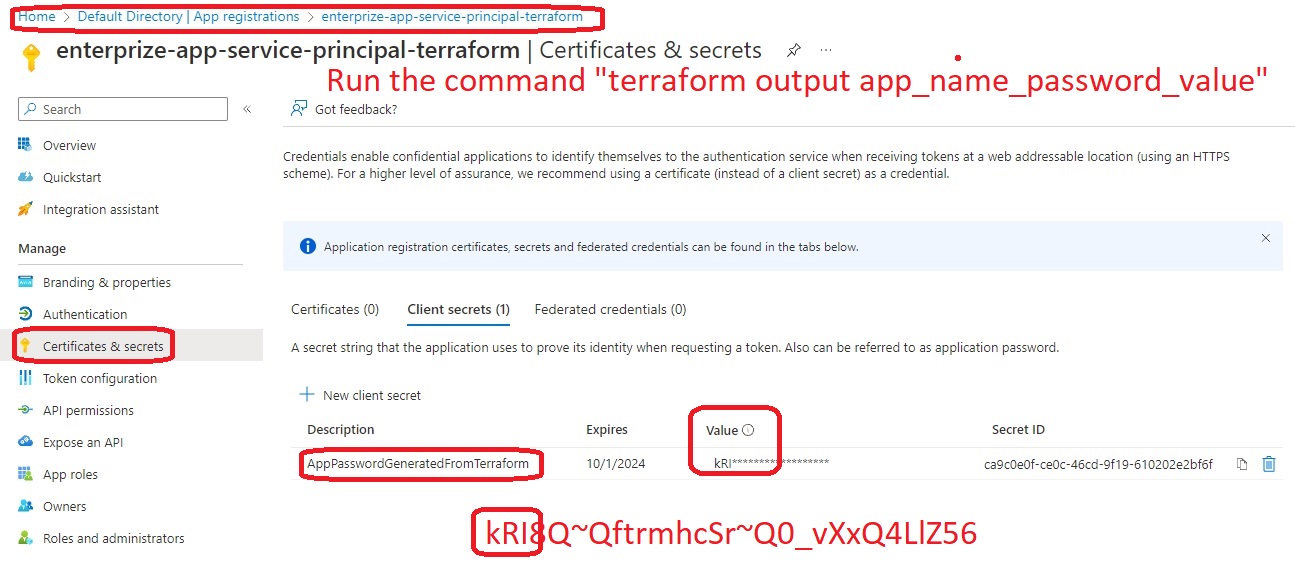 Home > Default Directory | App registrations > enterprize-app-service-principal-terraform
enterprize-app-service-principal-terraform | Certificates & secrets
Run the command "terraform output app_name_password_value"
Search
Got feedback?
Overview
Quickstart
Integration assistant
Manage
Branding & properties
Authentication
Certificates & secrets
Token configuration
API permissions
Expose an API
App roles
Owners
Roles and administrators
Credentials enable confidential applications to identify themselves to the authentication service when receiving tokens at a web addressable location (using an HTTPS
scheme). For a higher level of assurance, we recommend using a certificate (instead of a client secret) as a credential.
Application registration certificates, secrets and federated credentials can be found in the tabs below.
Certificates (0) Client secrets (1) Federated credentials (0)
A secret string that the application uses to prove its identity when requesting a token. Also can be referred to as application password.
New client secret
Description Expires Value Secret ID
AppPasswordGeneratedFromTerraform 10/1/2024 kRI****************** ca9c0e0f-ce0c-46cd-9f19-610202e2bf6f
kRI8Q~QftrmhcSr~Q0_vXxQ4LlZ56